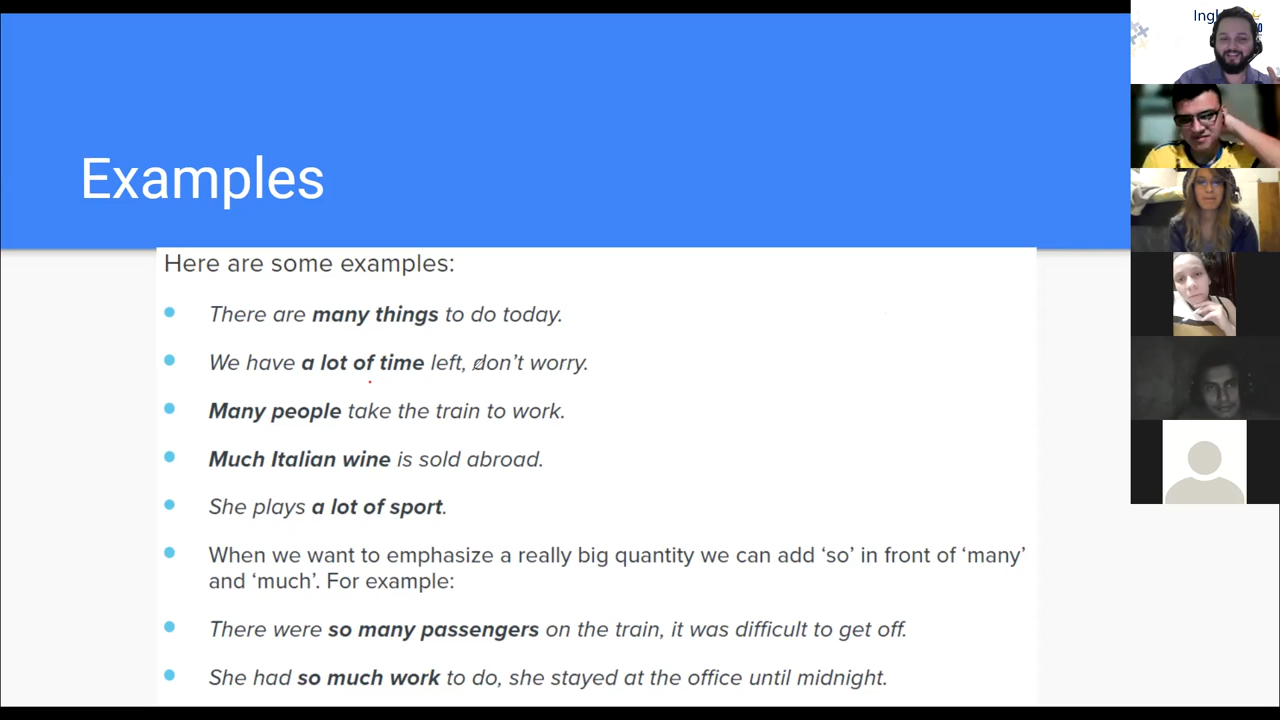 Examples
Here are some examples:
There are many things to do today.
We have a lot of time left, don't worry.
Many people take the train to work.
Much Italian wine is sold abroad.
She plays a lot of sport.
When we want to emphasize a really big quantity we can add 'so' in front of 'many'
and 'much'. For example:
There were so many passengers on the train, it was difficult to get off.
She had so much work to do, she stayed at the office until midnight.